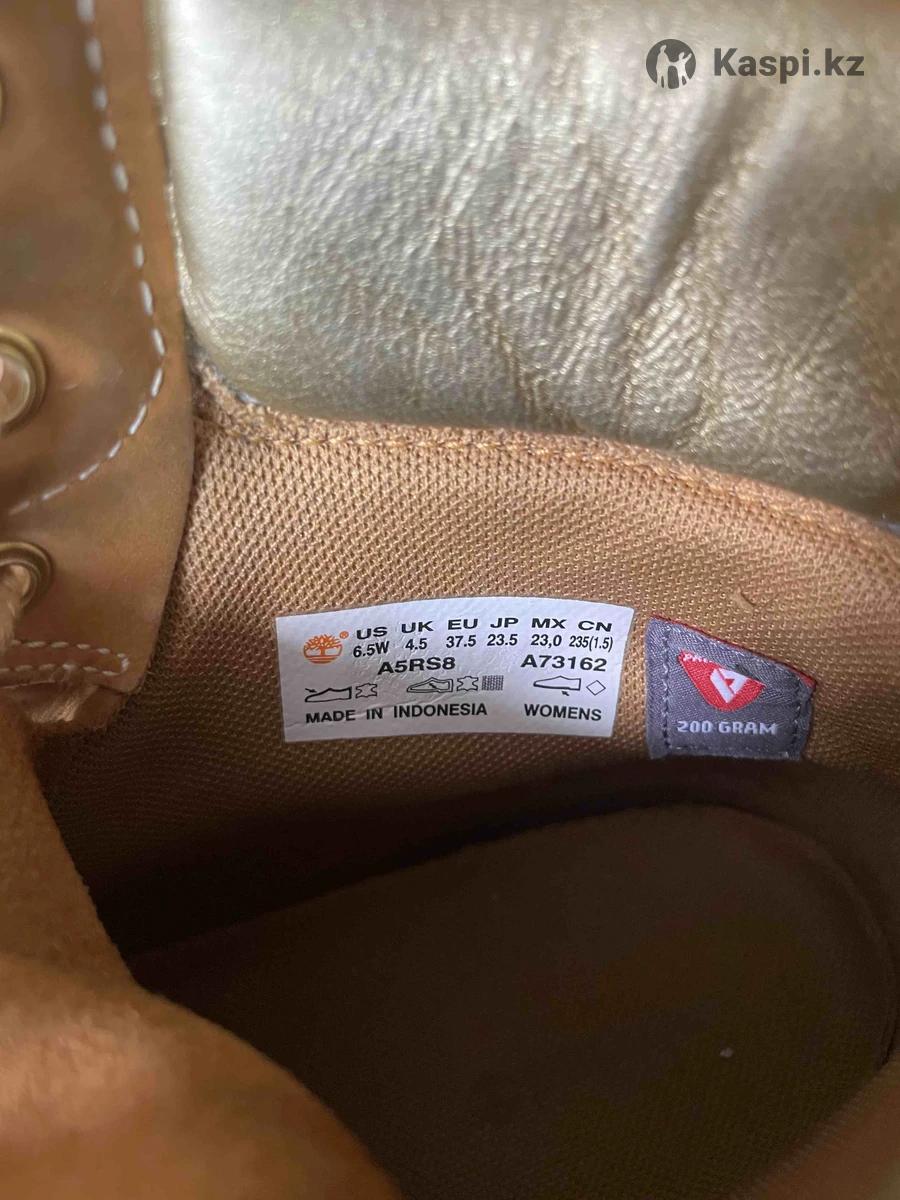 Kaspi.kz
US UK EU JP MX CN
6.5W 4.5 37.5 23.5 23,0 235(1.5)
A5RS8 A73162
MADE IN INDONESIA WOMENS
200 GRAM